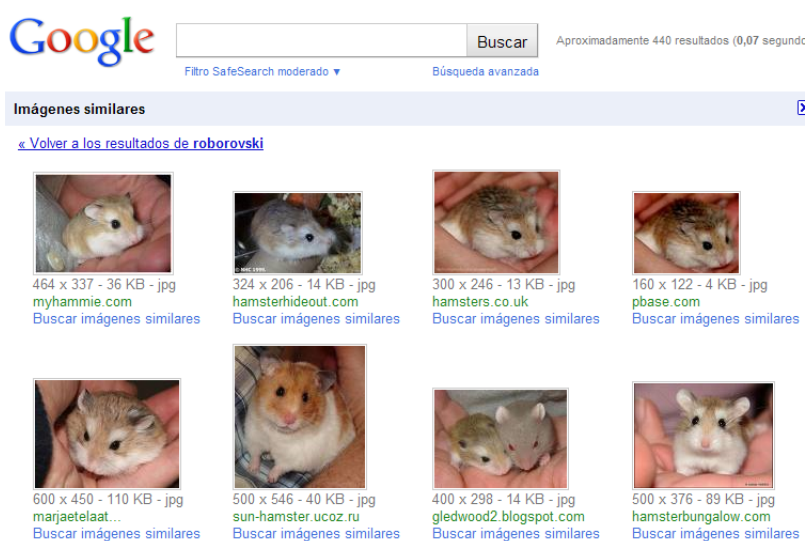 Google
Buscar
Aproximadamente 440 resultados (0,07 segundo
Filtro SafeSearch moderado ▼
Búsqueda avanzada
Imágenes similares
« Volver a los resultados de roborovski
464 x 337 - 36 KB - jpg
myhammie.com
Buscar imágenes similares
324 x 206 - 14 KB - jpg
hamsterhideout.com
Buscar imágenes similares
300 x 246 - 13 KB - jpg
hamsters.co.uk
Buscar imágenes similares
160 x 122 - 4 KB - jpg
pbase.com
Buscar imágenes similares
600 x 450 - 110 KB - jpg
marjaetelaat...
Buscar imágenes similares
500 x 546 - 40 KB - jpg
sun-hamster.ucoz.ru
Buscar imágenes similares
400 x 298 - 14 KB - jpg
gledwood2.blogspot.com
Buscar imágenes similares
500 x 376 - 89 KB - jpg
hamsterbungalow.com
Buscar imágenes similares